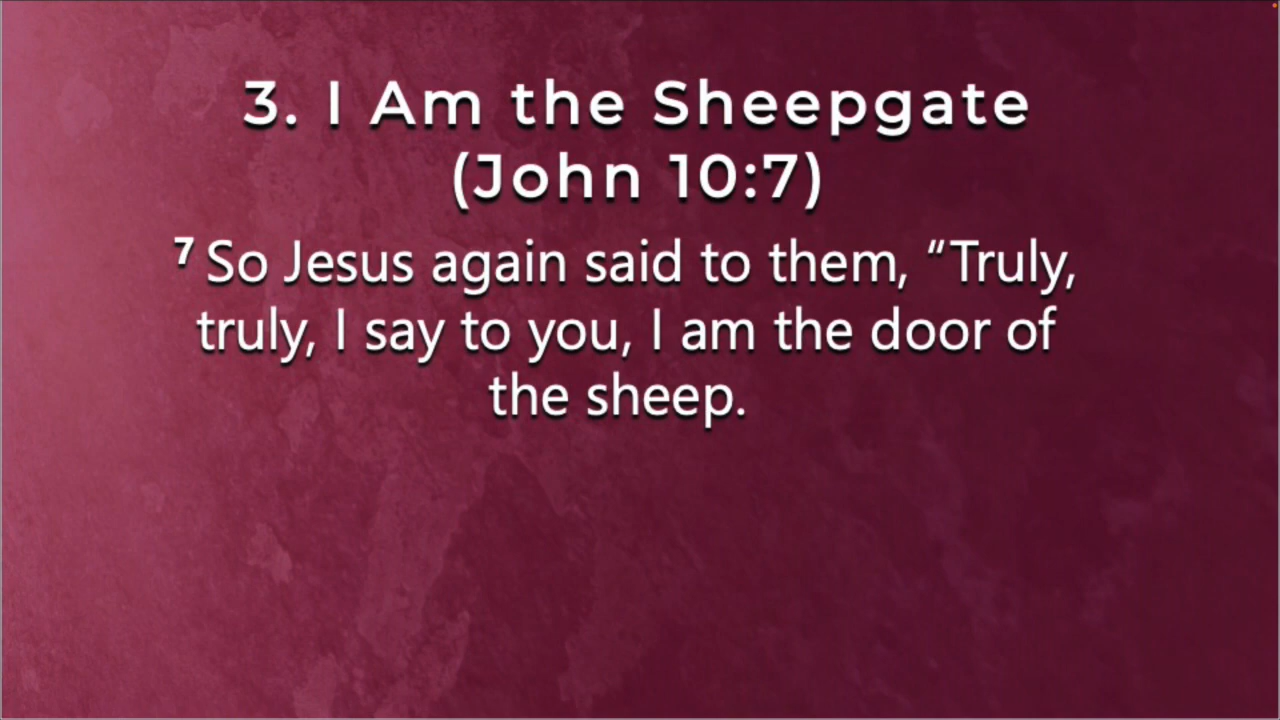 3. I Am the Sheepgate
(John 10:7)
⁷ So Jesus again said to them, “Truly,
truly, I say to you, I am the door of
the sheep.